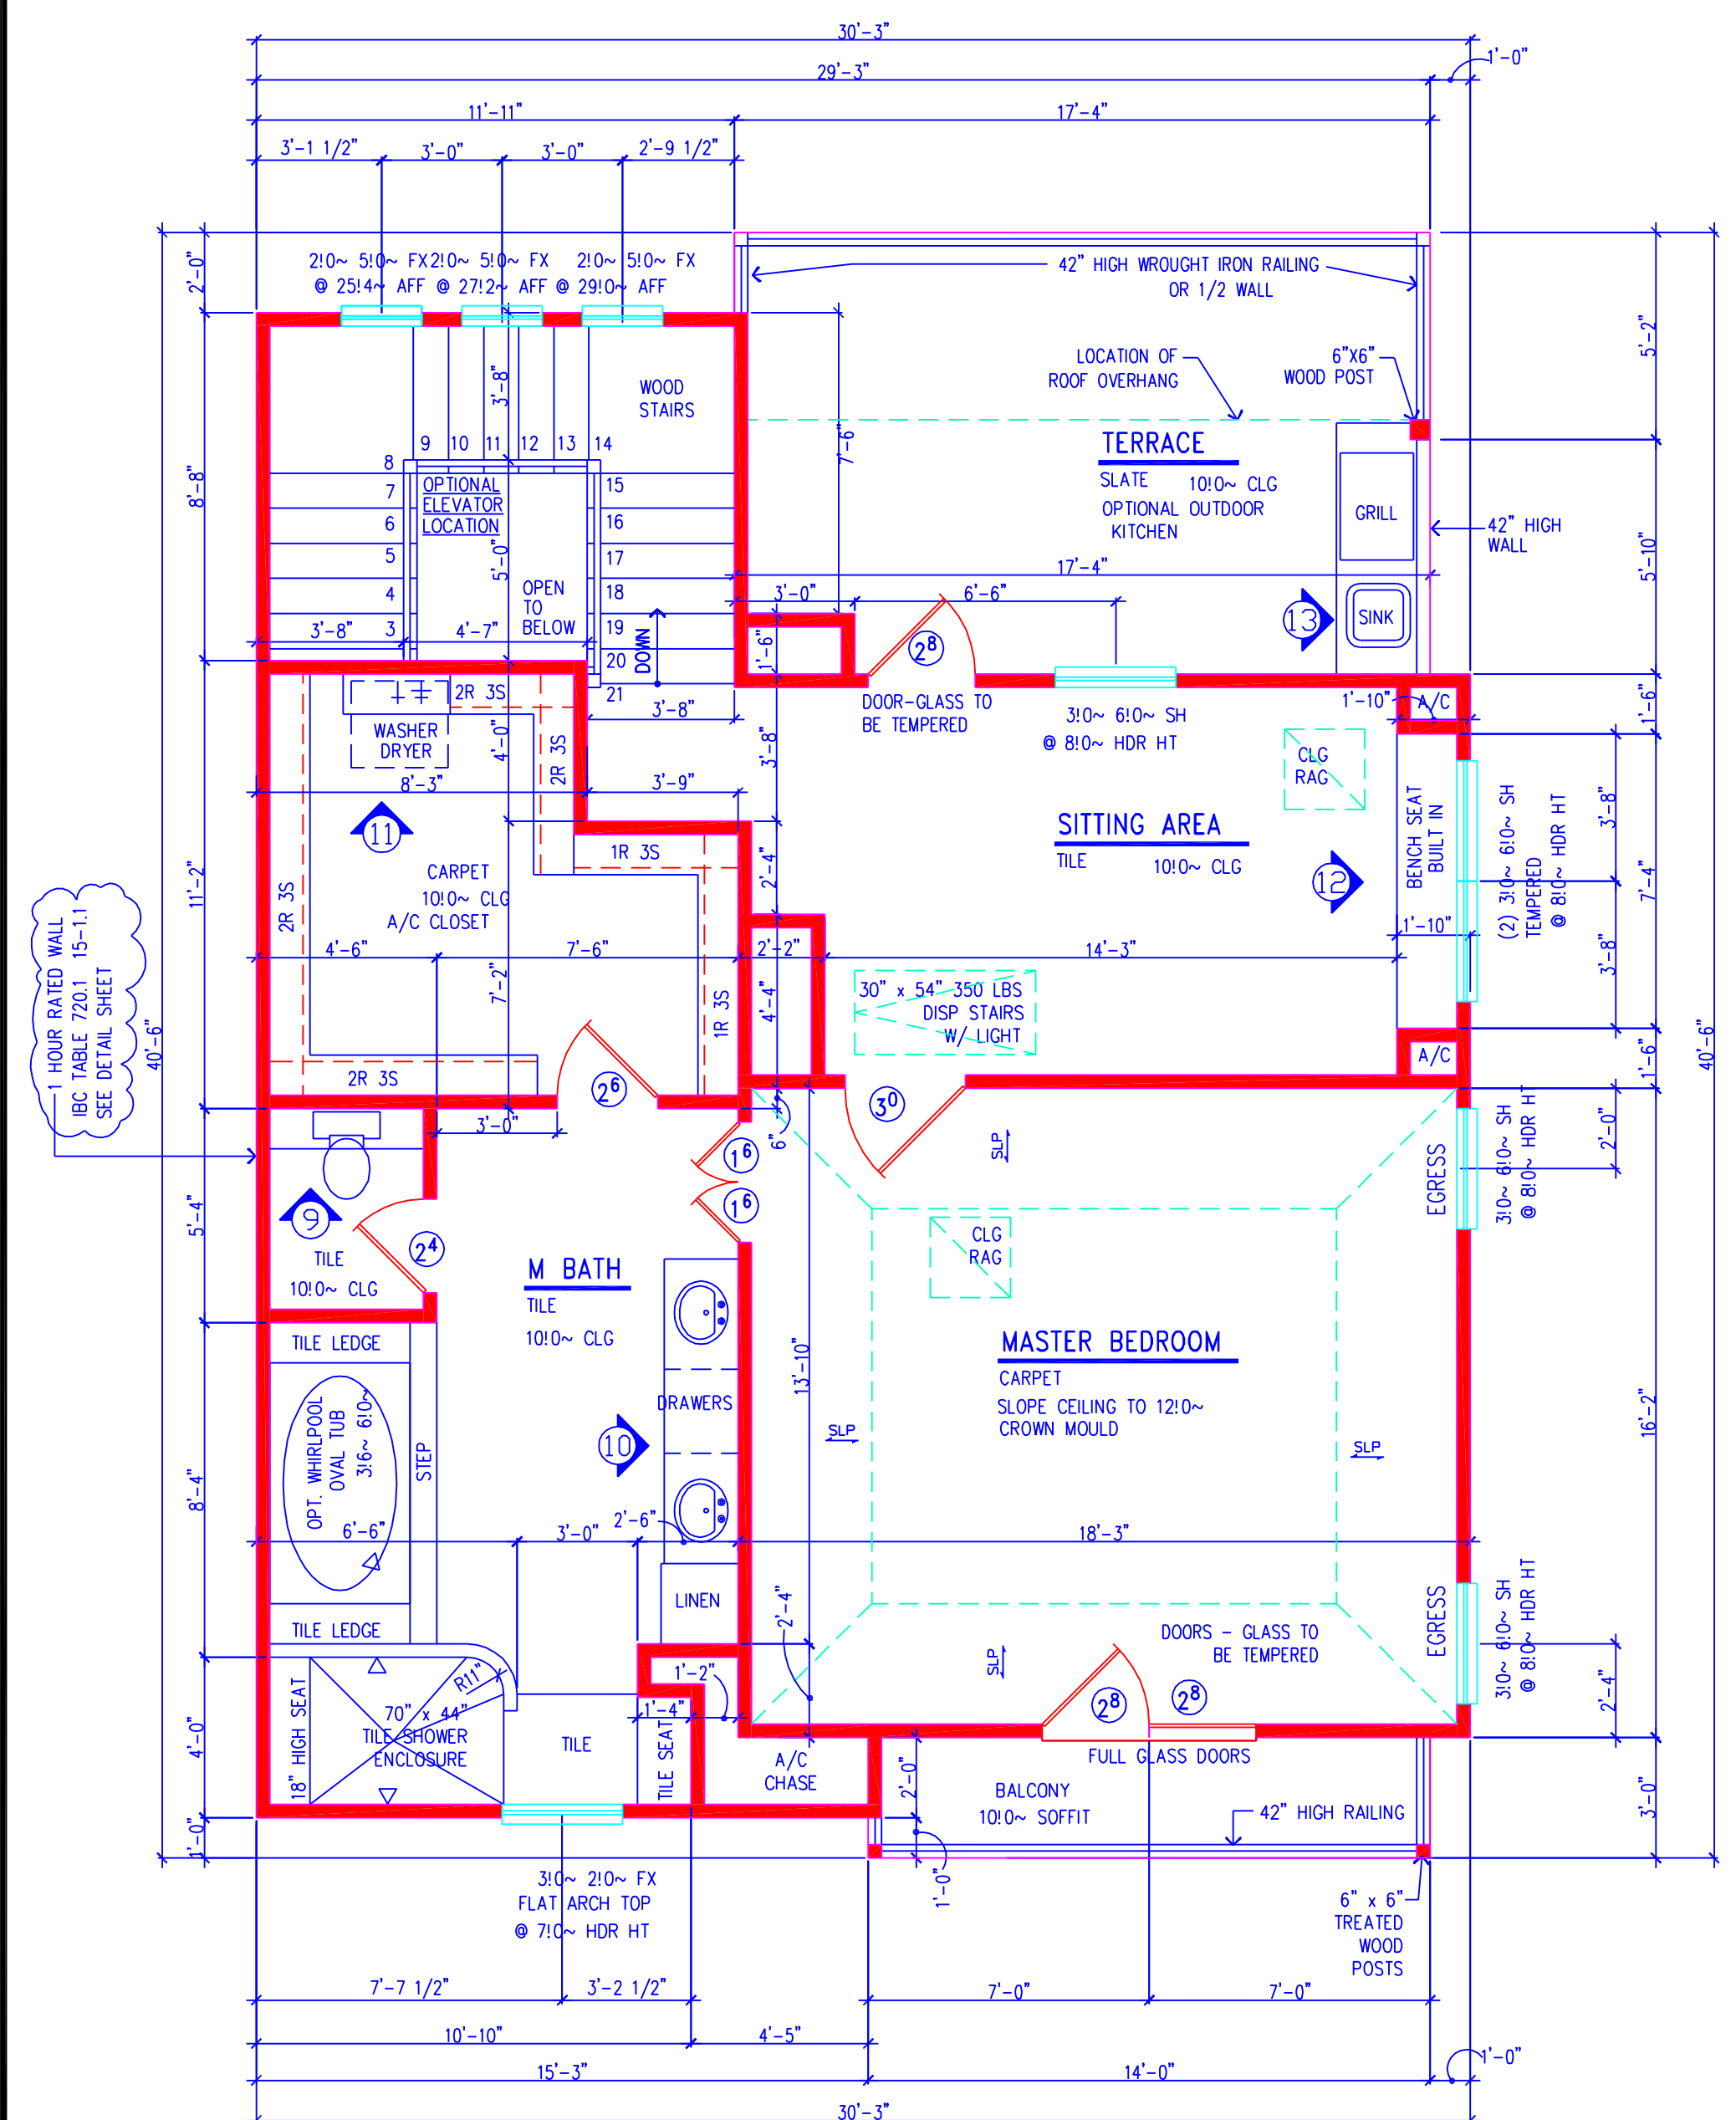 30'-3"
1'-0"
29'-3"
11'-11"
17'-4"
3'-1 1/2"
3'-0"
3'-0"
2'-9 1/2"
2'-0"
2!0~ 5!0~ FX
@ 25!4~ AFF
2!0~ 5!0~ FX
@ 27!2~ AFF
2!0~ 5!0~ FX
@ 29!0~ AFF
42" HIGH WROUGHT IRON RAILING
OR 1/2 WALL
5'-2"
LOCATION OF
ROOF OVERHANG
6"X6"
WOOD POST
3'-8"
WOOD
STAIRS
8'-8"
9
10
11
12
13
14
8
7
6
5
4
3
OPTIONAL
ELEVATOR
LOCATION
15
16
17
18
19
20
21
5'-0"
OPEN
TO
BELOW
DOWN
3'-8"
4'-7"
7'-6"
TERRACE
SLATE 10!0~ CLG
OPTIONAL OUTDOOR
KITCHEN
GRILL
SINK
42" HIGH
WALL
5'-10"
17'-4"
3'-0"
6'-6"
13
1'-6"
2 8
DOOR-GLASS TO
BE TEMPERED
3!0~ 6!0~ SH
@ 8!0~ HDR HT
1'-10"
A/C
1'-6"
2R 3S
WASHER
DRYER
4'-0"
2R 3S
3'-8"
3'-8"
8'-3"
3'-9"
CLG
RAG
11
SITTING AREA
TILE 10!0~ CLG
12
BENCH SEAT
BUILT IN
(2) 3!0~ 6!0~ SH
TEMPERED
@ 8!0~ HDR HT
3'-8"
7'-4"
3'-8"
1R 3S
2'-4"
CARPET
10!0~ CLG
A/C CLOSET
2R 3S
11'-2"
1'-10"
4'-6"
7'-6"
2'-2"
14'-3"
7'-2"
1R 3S
4'-4"
30" x 54" 350 LBS
DISP STAIRS
W/ LIGHT
A/C
1'-6"
2R 3S
2 6
3 0
1 HOUR RATED WALL
IBC TABLE 720.1 15-1.1
SEE DETAIL SHEET
40'-6"
40'-6"
3'-0"
6"
1 6
1 6
SLP
EGRESS
3!0~ 6!0~ SH
@ 8!0~ HDR HT
2'-0"
5'-4"
9
2 4
TILE
10!0~ CLG
M BATH
TILE
10!0~ CLG
CLG
RAG
MASTER BEDROOM
CARPET
SLOPE CEILING TO 12!0~
CROWN MOULD
13'-10"
TILE LEDGE
OPT. WHIRLPOOL
OVAL TUB
3!6~ 6!0~
STEP
DRAWERS
10
SLP
SLP
16'-2"
8'-4"
6'-6"
3'-0"
2'-6"
18'-3"
LINEN
2'-4"
TILE LEDGE
DOORS - GLASS TO
BE TEMPERED
EGRESS
3!0~ 6!0~ SH
@ 8!0~ HDR HT
SLP
R11"
1'-2"
1'-4"
2 8
2 8
2'-4"
18" HIGH SEAT
70" x 44"
TILE SHOWER
ENCLOSURE
TILE
TILE SEAT
4'-0"
A/C
CHASE
FULL GLASS DOORS
2'-0"
BALCONY
10!0~ SOFFIT
42" HIGH RAILING
3'-0"
1'-0"
1'-0"
3!0~ 2!0~ FX
FLAT ARCH TOP
@ 7!0~ HDR HT
6" x 6"
TREATED
WOOD
POSTS
7'-7 1/2"
3'-2 1/2"
7'-0"
7'-0"
10'-10"
4'-5"
15'-3"
14'-0"
1'-0"
30'-3"